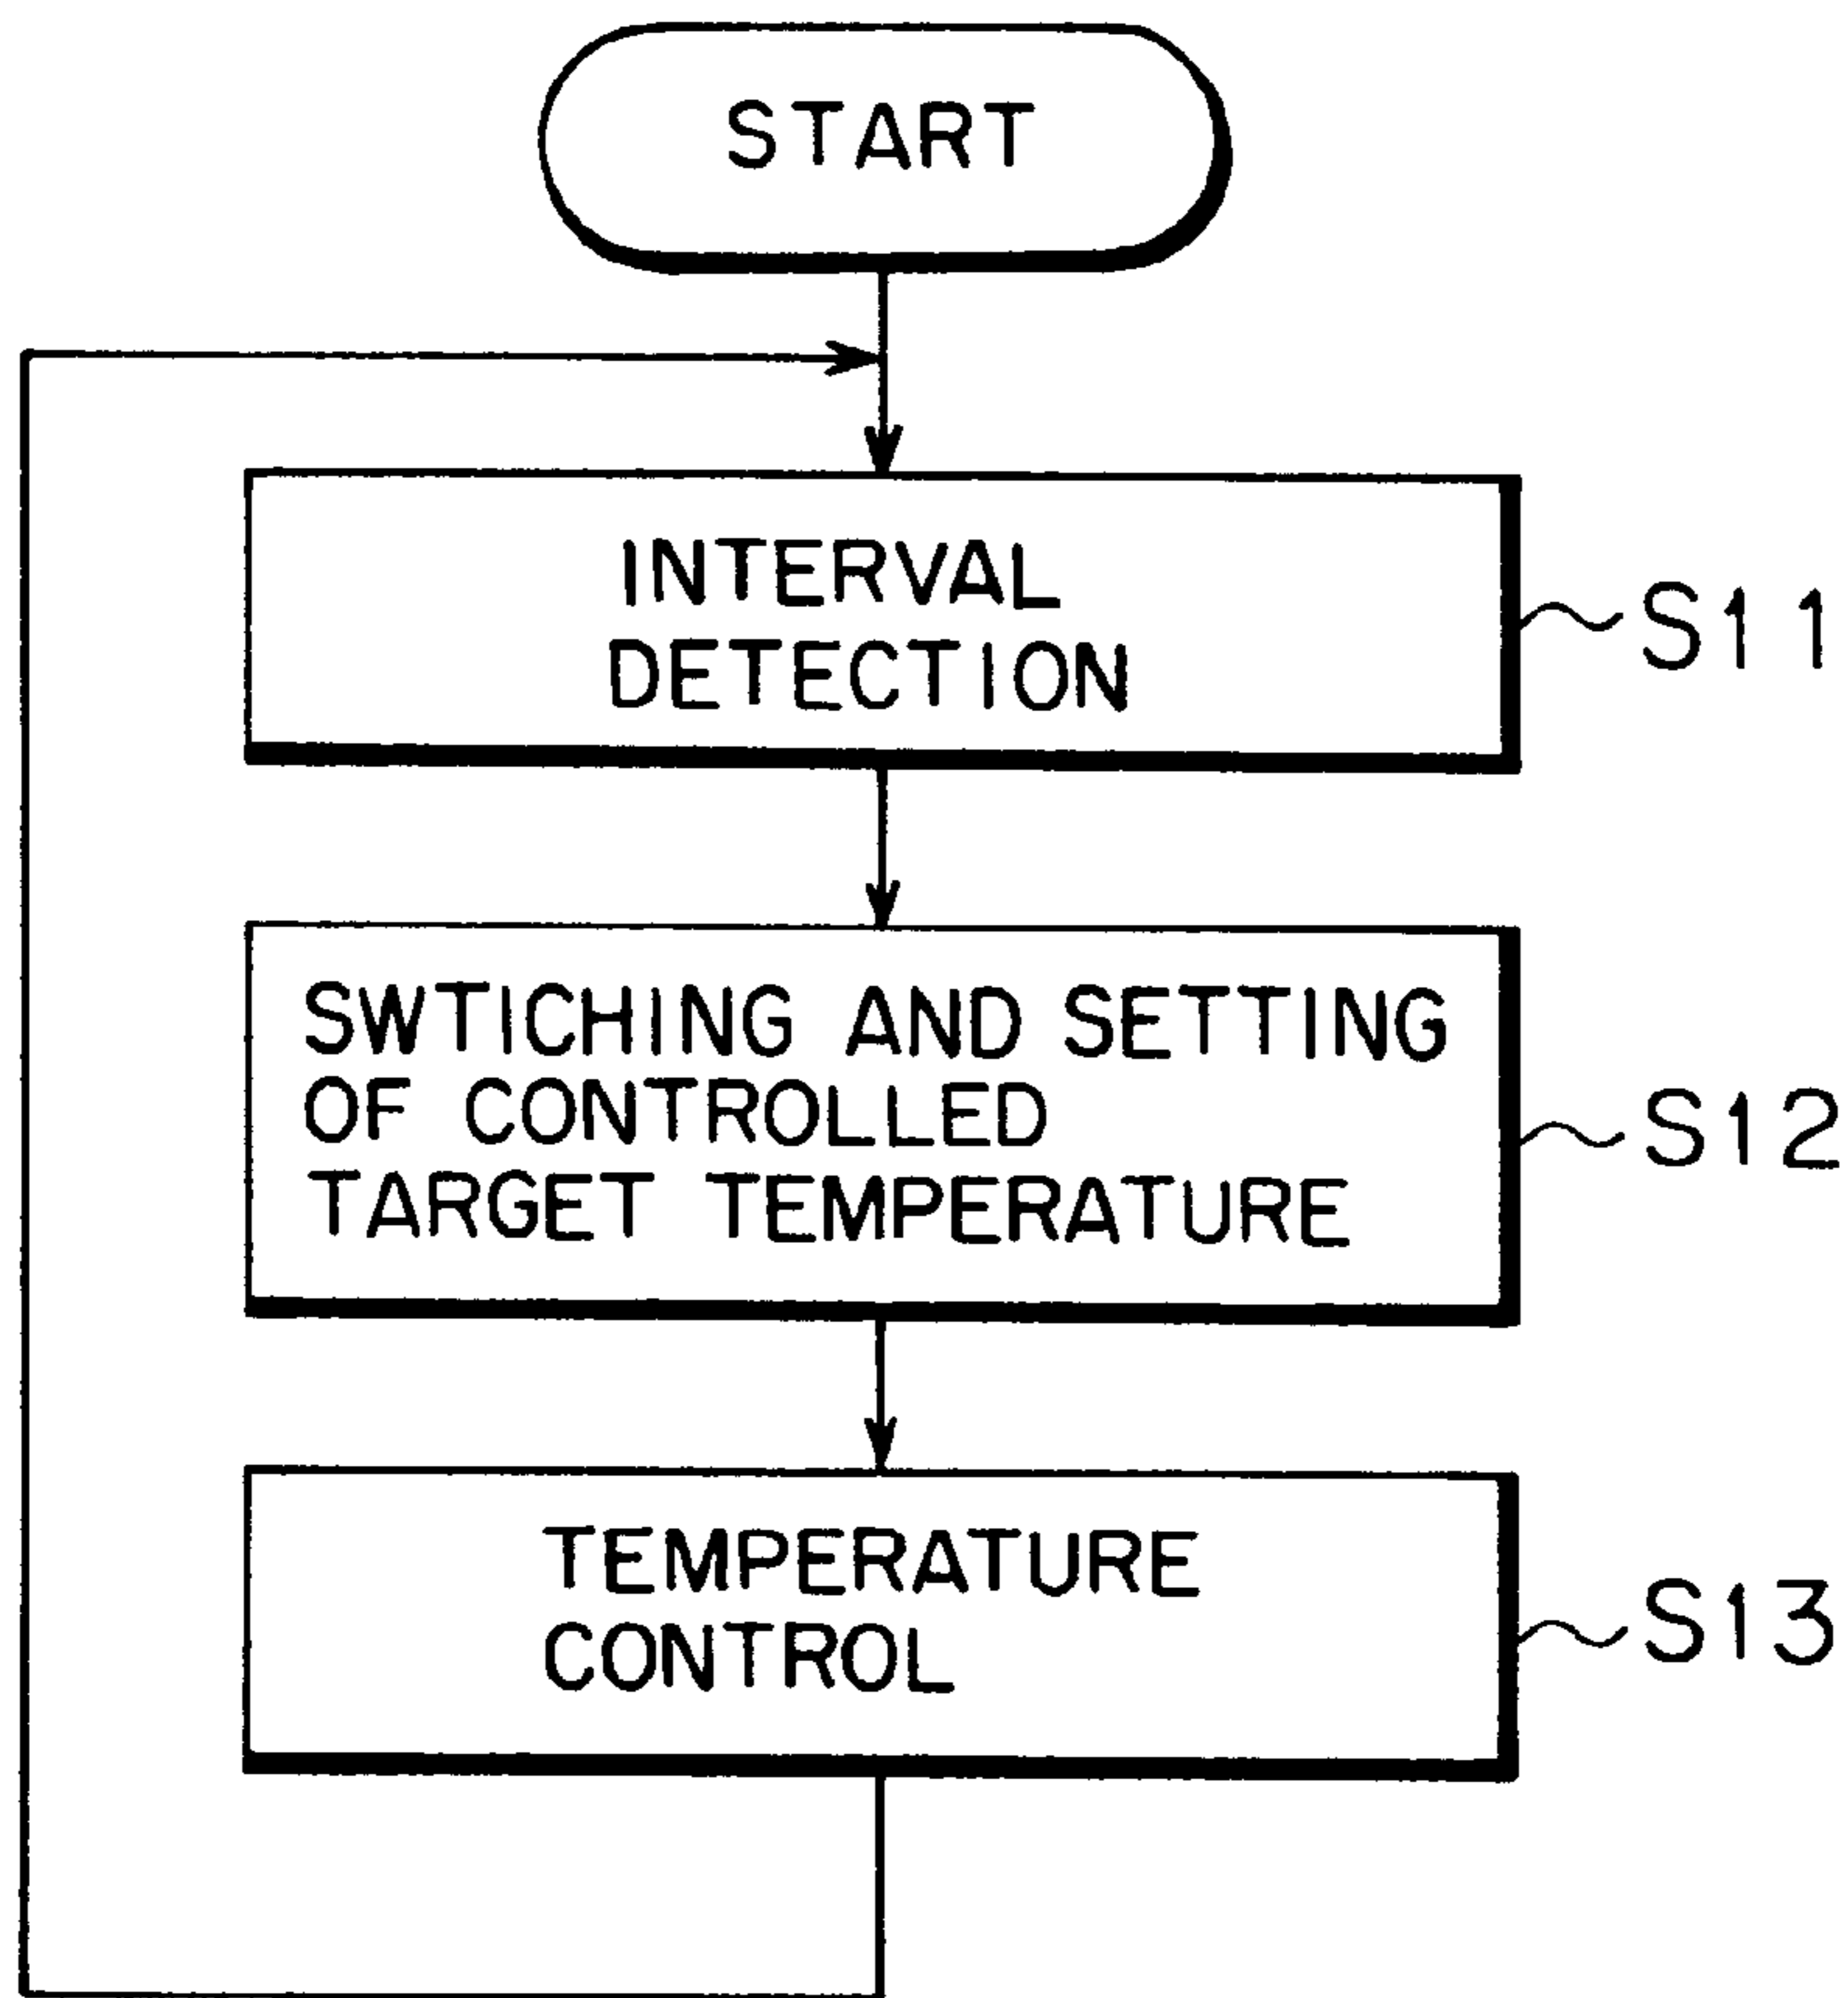 START
INTERVAL
DETECTION
S11
SWTICHING AND SETTING
OF CONTROLLED
TARGET TEMPERATURE
S12
TEMPERATURE
CONTROL
S13